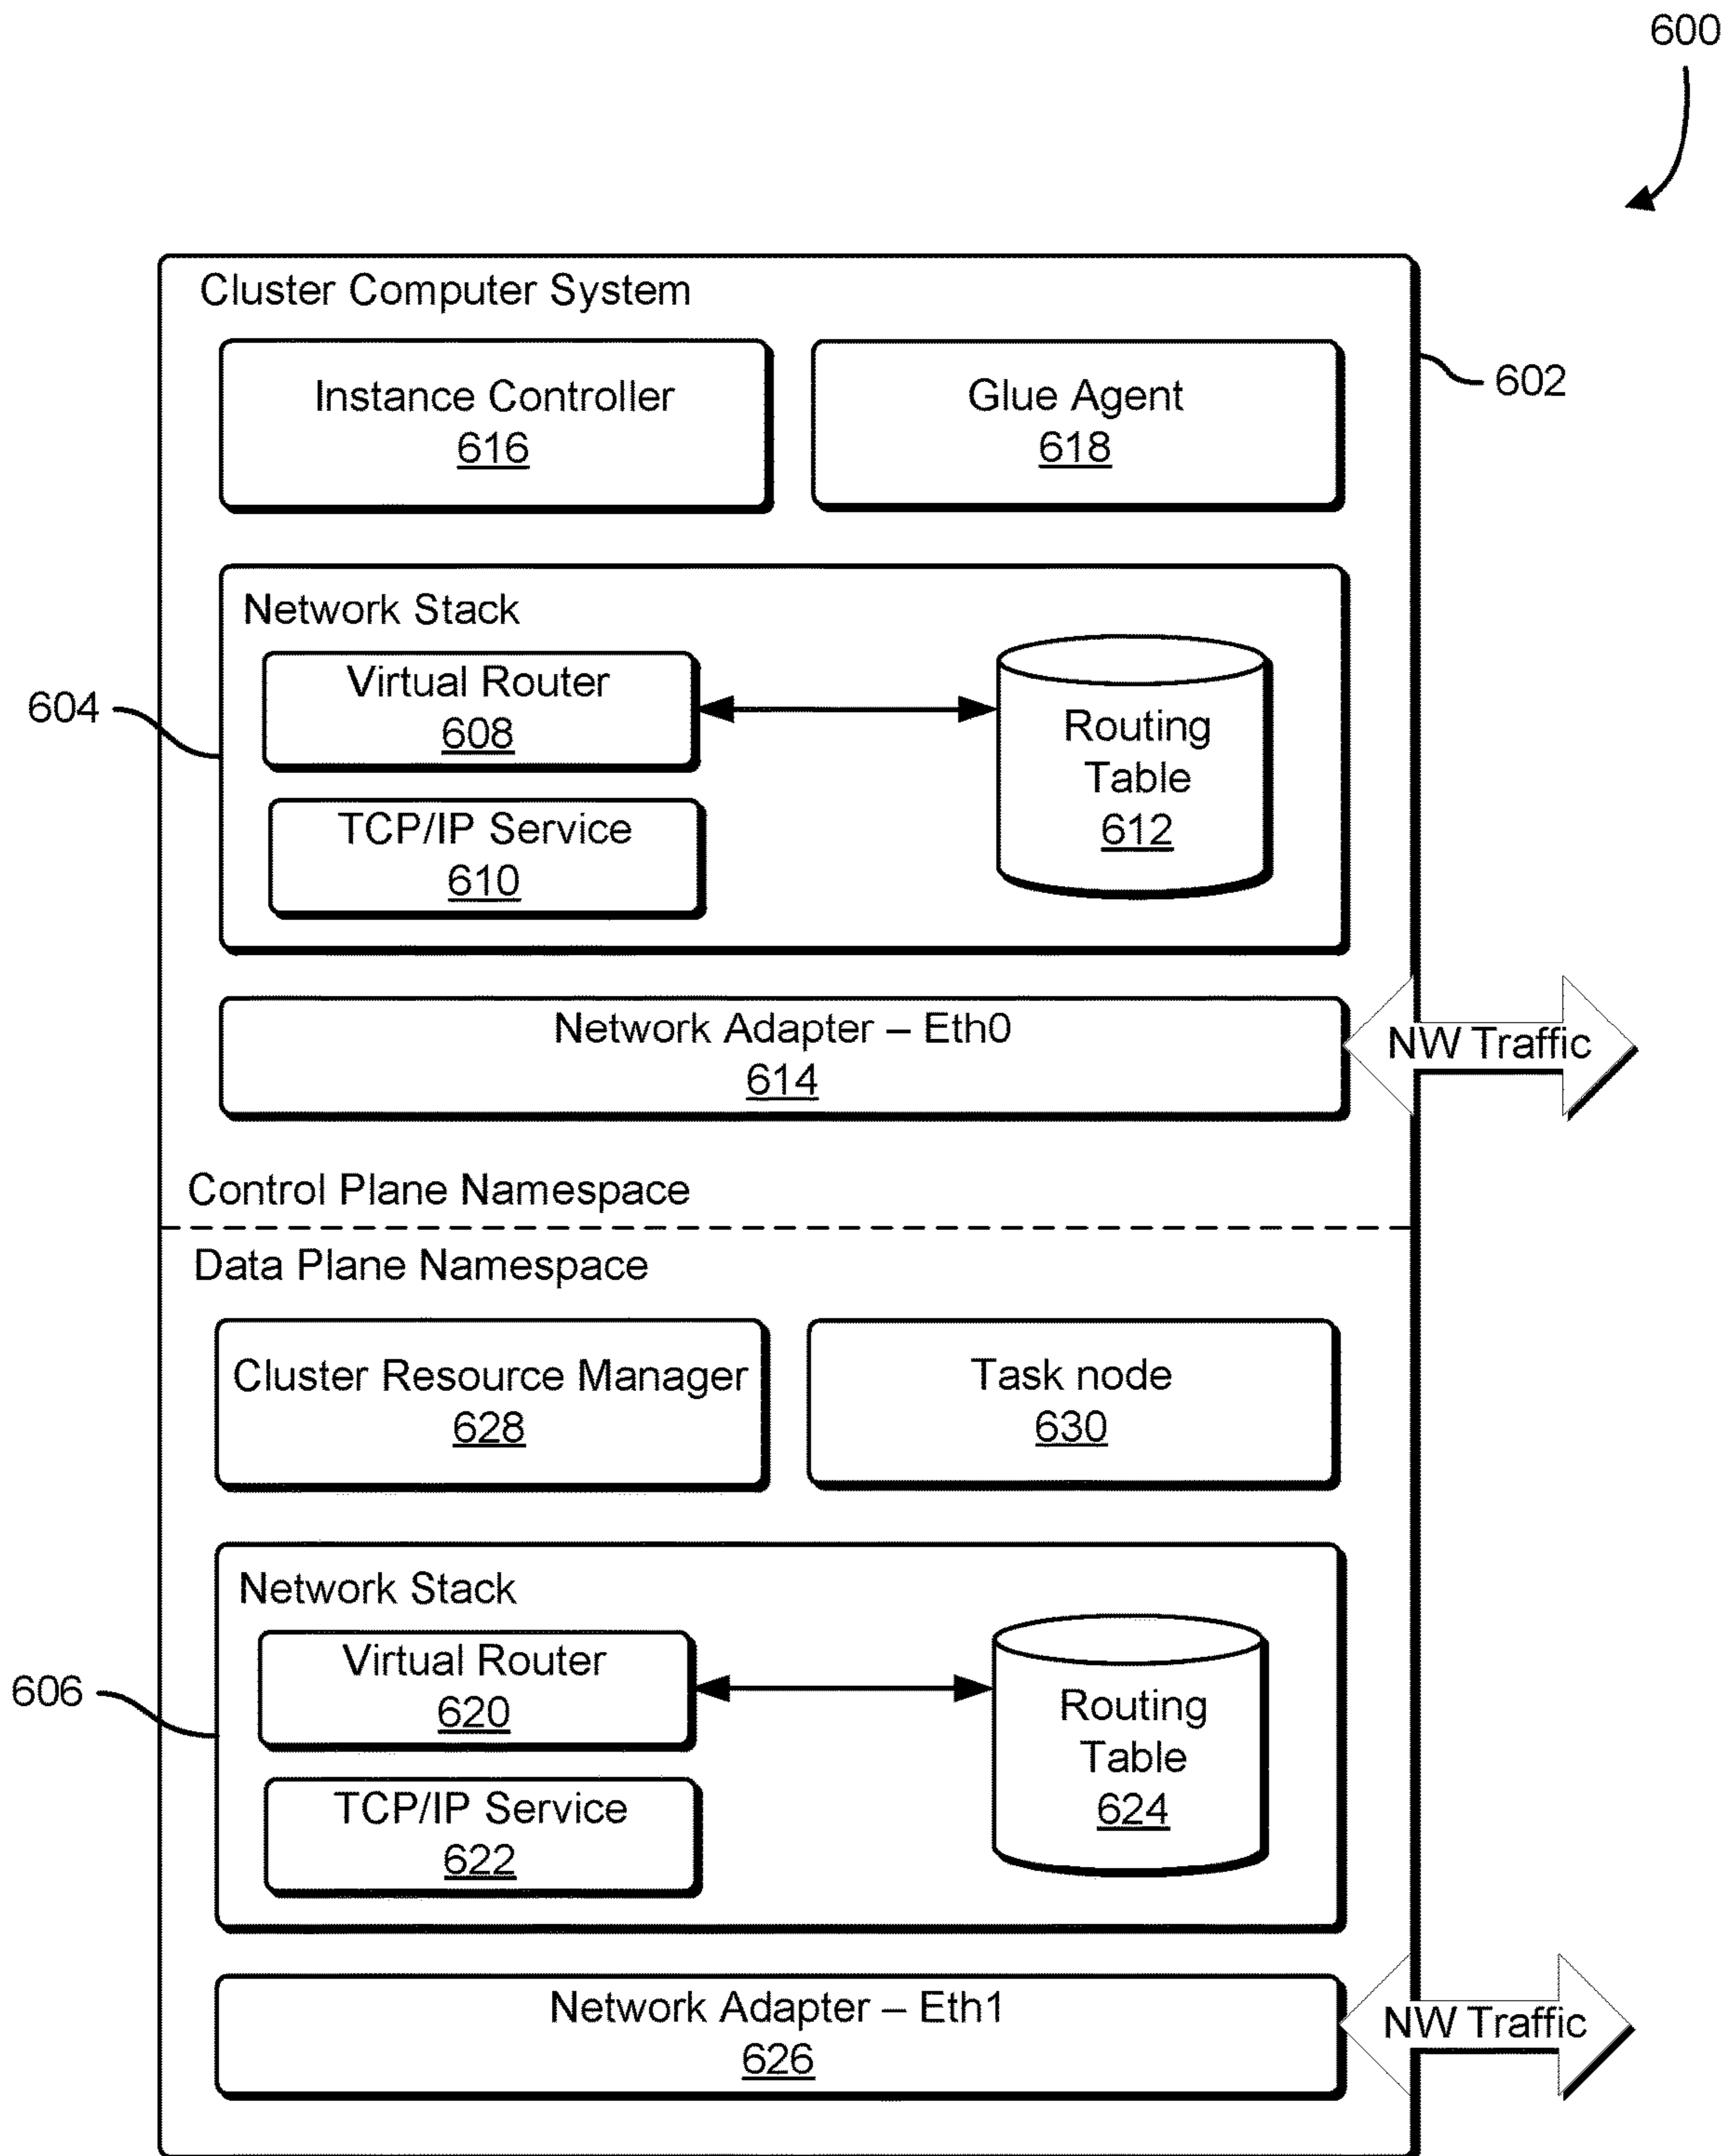 600
Cluster Computer System
Instance Controller
616
Glue Agent
618
602
Network Stack
Virtual Router
608
604
TCP/IP Service
610
Routing
Table
612
Network Adapter – Eth0
614
NW Traffic
Control Plane Namespace
Data Plane Namespace
Cluster Resource Manager
628
Task node
630
Network Stack
Virtual Router
620
606
TCP/IP Service
622
Routing
Table
624
Network Adapter – Eth1
626
NW Traffic